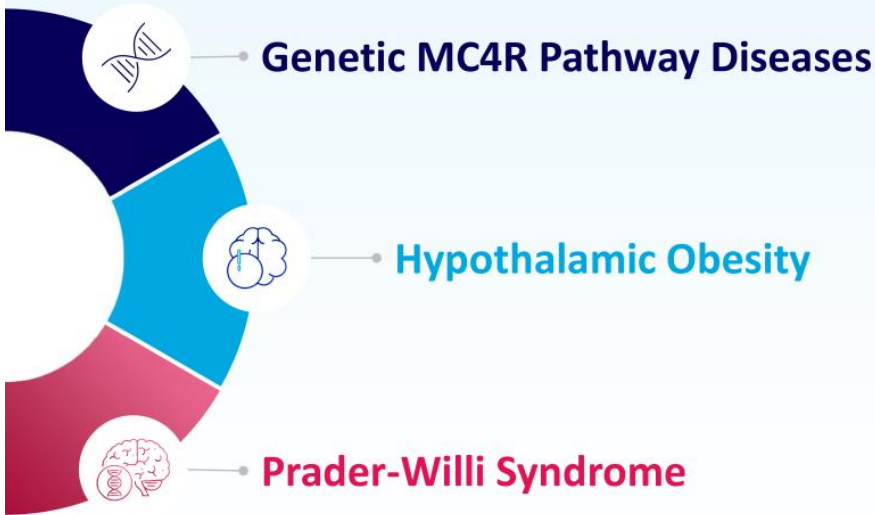 Genetic MC4R Pathway Diseases
Hypothalamic Obesity
Prader-Willi Syndrome